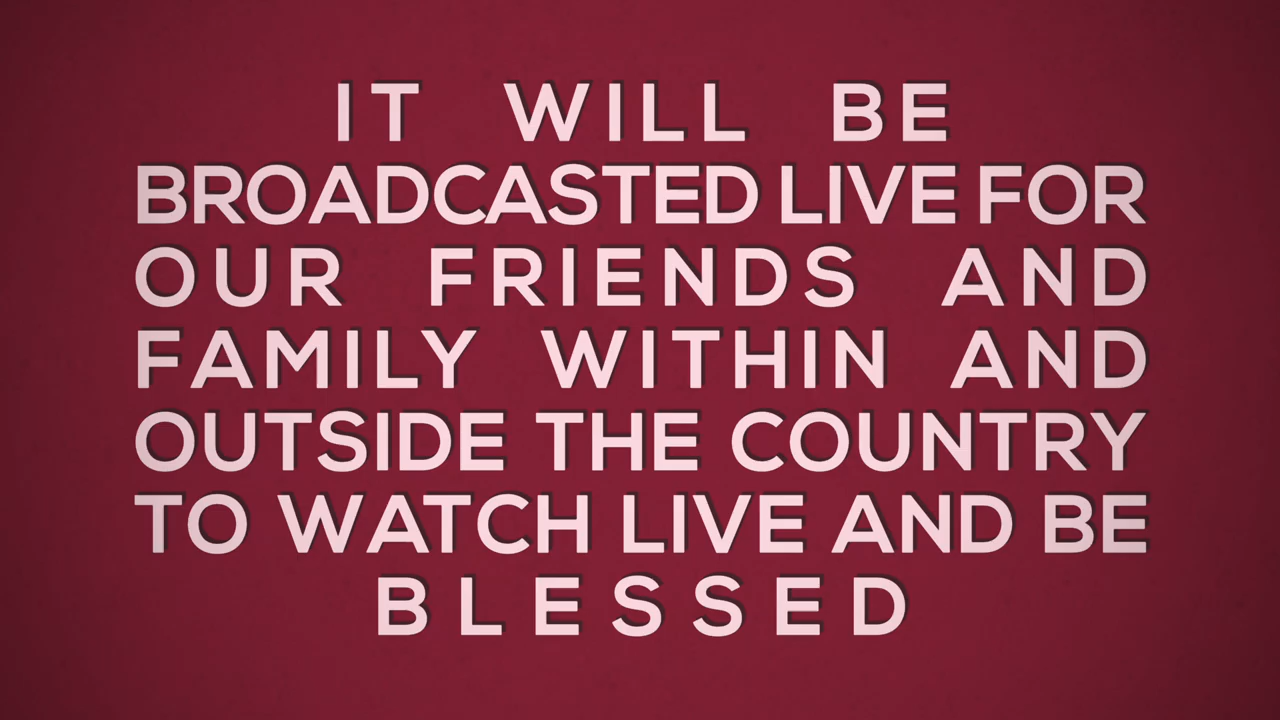 IT WILL BE
BROADCASTED LIVE FOR
OUR FRIENDS AND
FAMILY WITHIN AND
OUTSIDE THE COUNTRY
TO WATCH LIVE AND BE
BLESSED